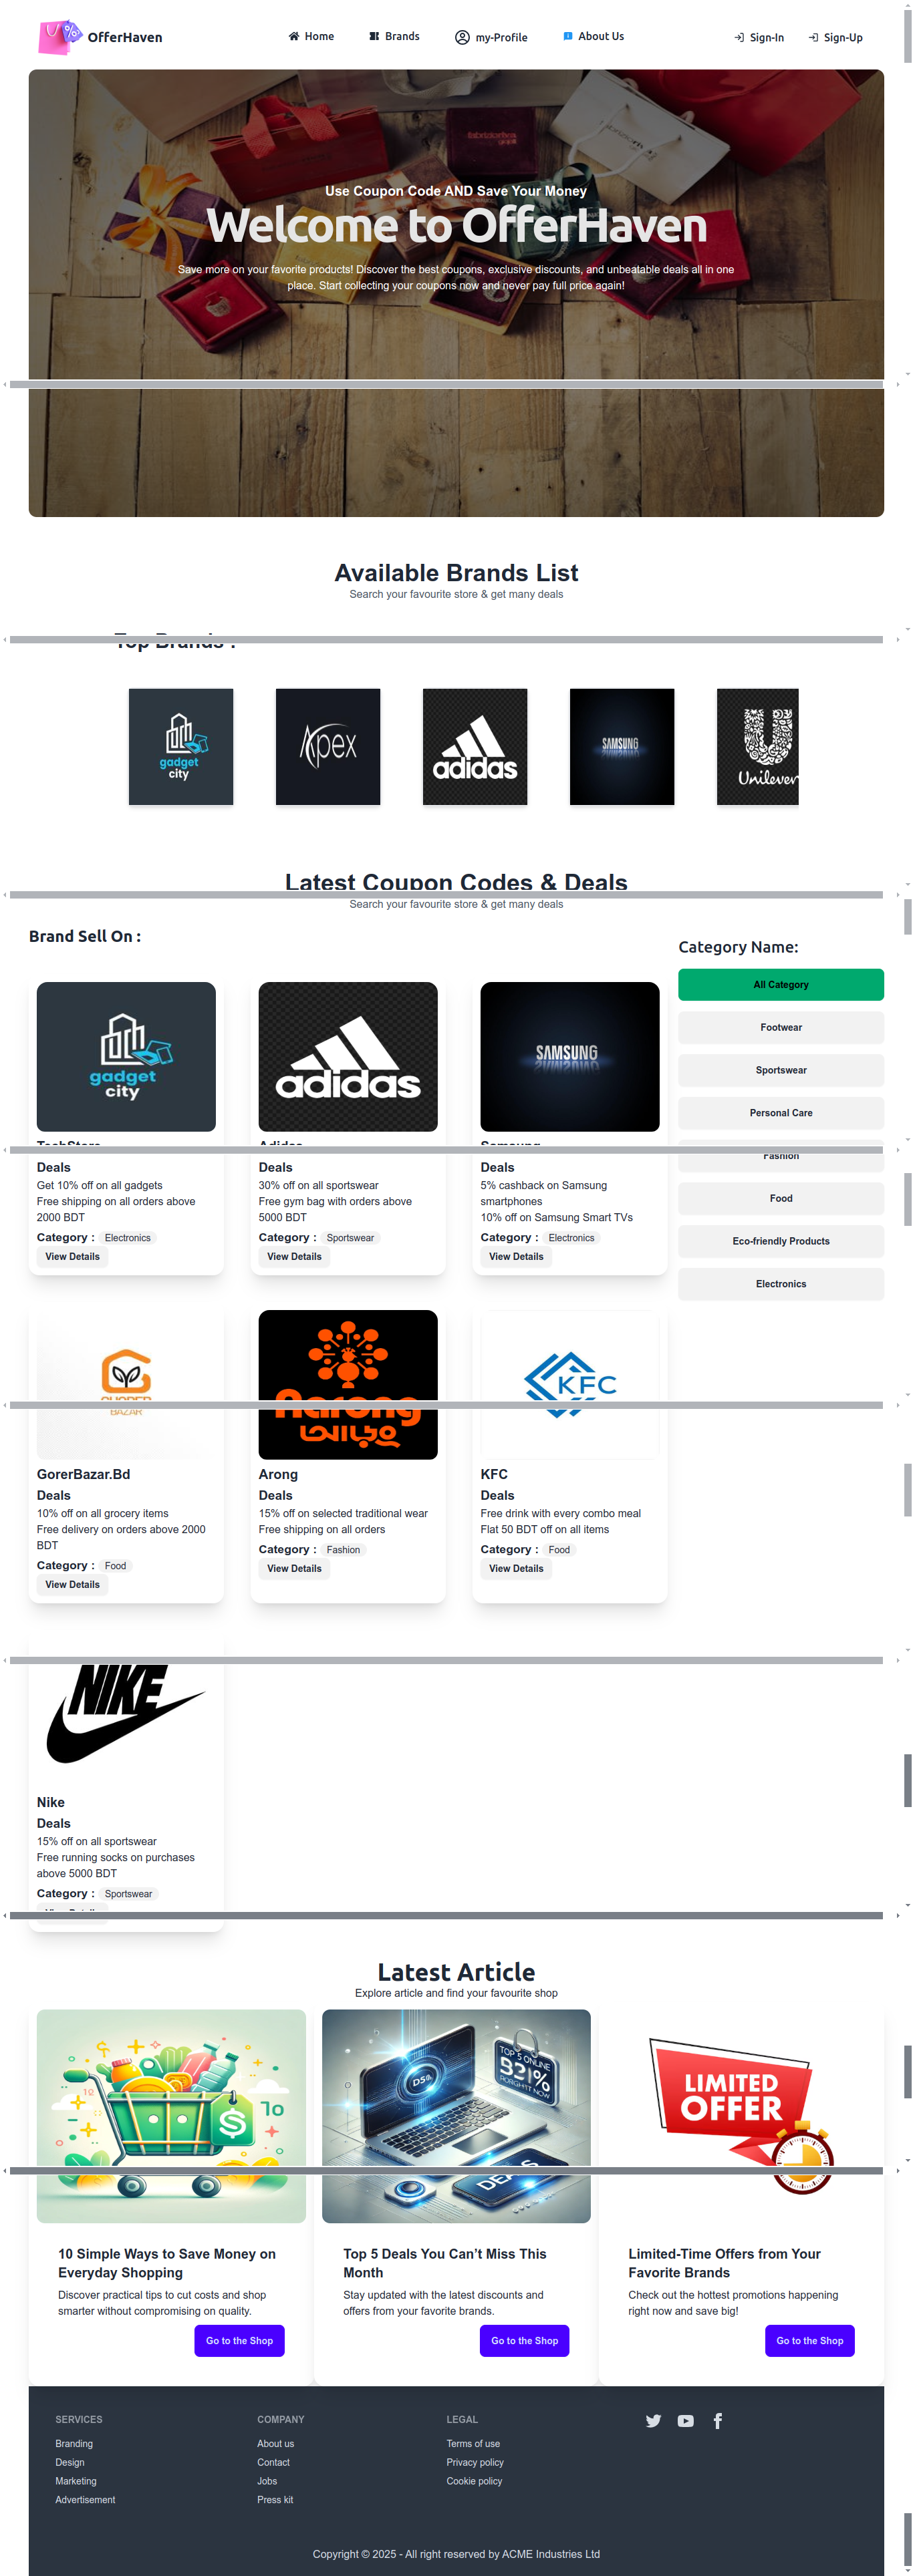 OfferHaven
Home
Brands
my-Profile
About Us
Sign-In
Sign-Up
Use Coupon Code AND Save Your Money
Welcome to OfferHaven
Save more on your favorite products! Discover the best coupons, exclusive discounts, and unbeatable deals all in one
place. Start collecting your coupons now and never pay full price again!
Available Brands List
Search your favourite store & get many deals
Top Brands :
gadget
city
Apex
adidas
SAMSUNG
Unilever
Latest Coupon Codes & Deals
Search your favourite store & get many deals
Brand Sell On :
Category Name:
All Category
Footwear
Sportswear
Personal Care
Fashion
Food
Eco-friendly Products
Electronics
gadget
city
TechStore
Deals
Get 10% off on all gadgets
Free shipping on all orders above
2000 BDT
Category : Electronics
View Details
adidas
Adidas
Deals
30% off on all sportswear
Free gym bag with orders above
5000 BDT
Category : Sportswear
View Details
SAMSUNG
Samsung
Deals
5% cashback on Samsung
smartphones
10% off on Samsung Smart TVs
Category : Electronics
View Details
BAZAR
GorerBazar.Bd
Deals
10% off on all grocery items
Free delivery on orders above 2000
BDT
Category : Food
View Details
Aarong
আড়ং
Arong
Deals
15% off on selected traditional wear
Free shipping on all orders
Category : Fashion
View Details
KFC
KFC
Deals
Free drink with every combo meal
Flat 50 BDT off on all items
Category : Food
View Details
NIKE
Nike
Deals
15% off on all sportswear
Free running socks on purchases
above 5000 BDT
Category : Sportswear
View Details
Latest Article
Explore article and find your favourite shop
10 Simple Ways to Save Money on
Everyday Shopping
Discover practical tips to cut costs and shop
smarter without compromising on quality.
Go to the Shop
TOP 5 ONLINE
DEALS
Top 5 Deals You Can't Miss This
Month
Stay updated with the latest discounts and
offers from your favorite brands.
Go to the Shop
LIMITED
OFFER
Limited-Time Offers from Your
Favorite Brands
Check out the hottest promotions happening
right now and save big!
Go to the Shop
SERVICES
Branding
Design
Marketing
Advertisement
COMPANY
About us
Contact
Jobs
Press kit
LEGAL
Terms of use
Privacy policy
Cookie policy
Copyright © 2025 - All right reserved by ACME Industries Ltd